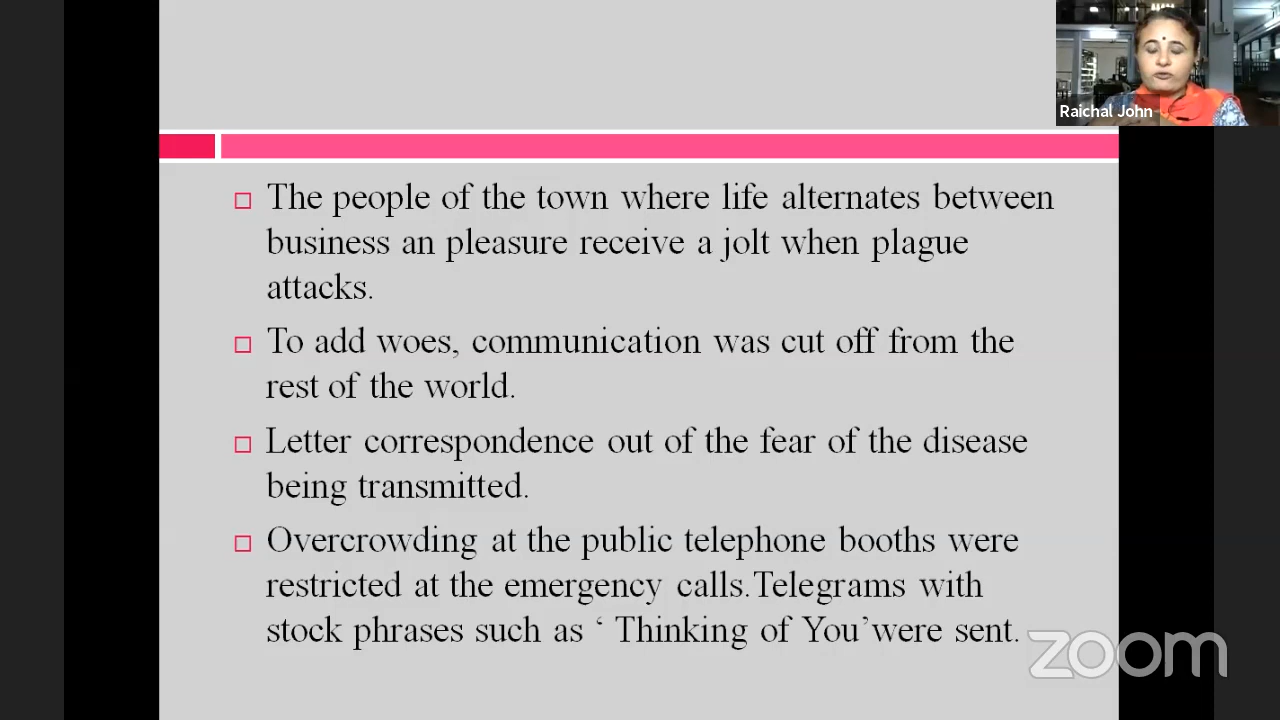 Raichal John
The people of the town where life alternates between
business an pleasure receive a jolt when plague
attacks.
To add woes, communication was cut off from the
rest of the world.
Letter correspondence out of the fear of the disease
being transmitted.
Overcrowding at the public telephone booths were
restricted at the emergency calls.Telegrams with
stock phrases such as ‘ Thinking of You’were sent.
zoom